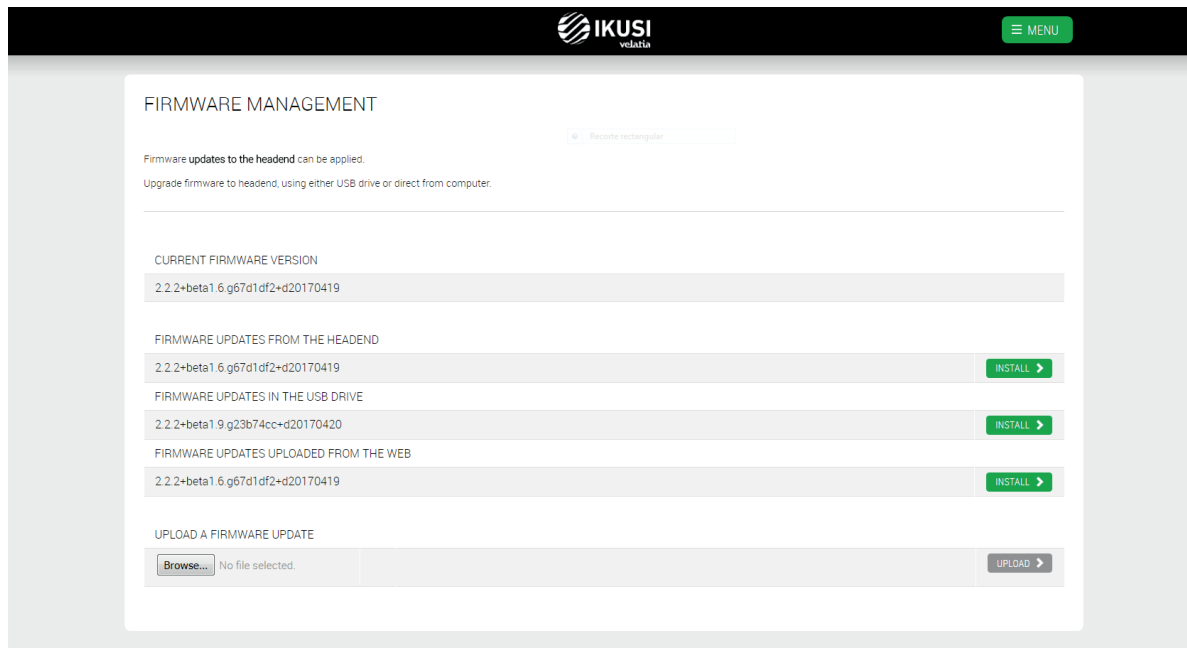 IKUSI
velatia
MENU
FIRMWARE MANAGEMENT
Recorte rectangular
Firmware updates to the headend can be applied.
Upgrade firmware to headend, using either USB drive or direct from computer.
CURRENT FIRMWARE VERSION
2.2.2+beta1.6.g67d1df2+d20170419
FIRMWARE UPDATES FROM THE HEADEND
2.2.2+beta1.6.g67d1df2+d20170419 INSTALL
FIRMWARE UPDATES IN THE USB DRIVE
2.2.2+beta1.9.g23b74cc+d20170420 INSTALL
FIRMWARE UPDATES UPLOADED FROM THE WEB
2.2.2+beta1.6.g67d1df2+d20170419 INSTALL
UPLOAD A FIRMWARE UPDATE
Browse... No file selected. UPLOAD